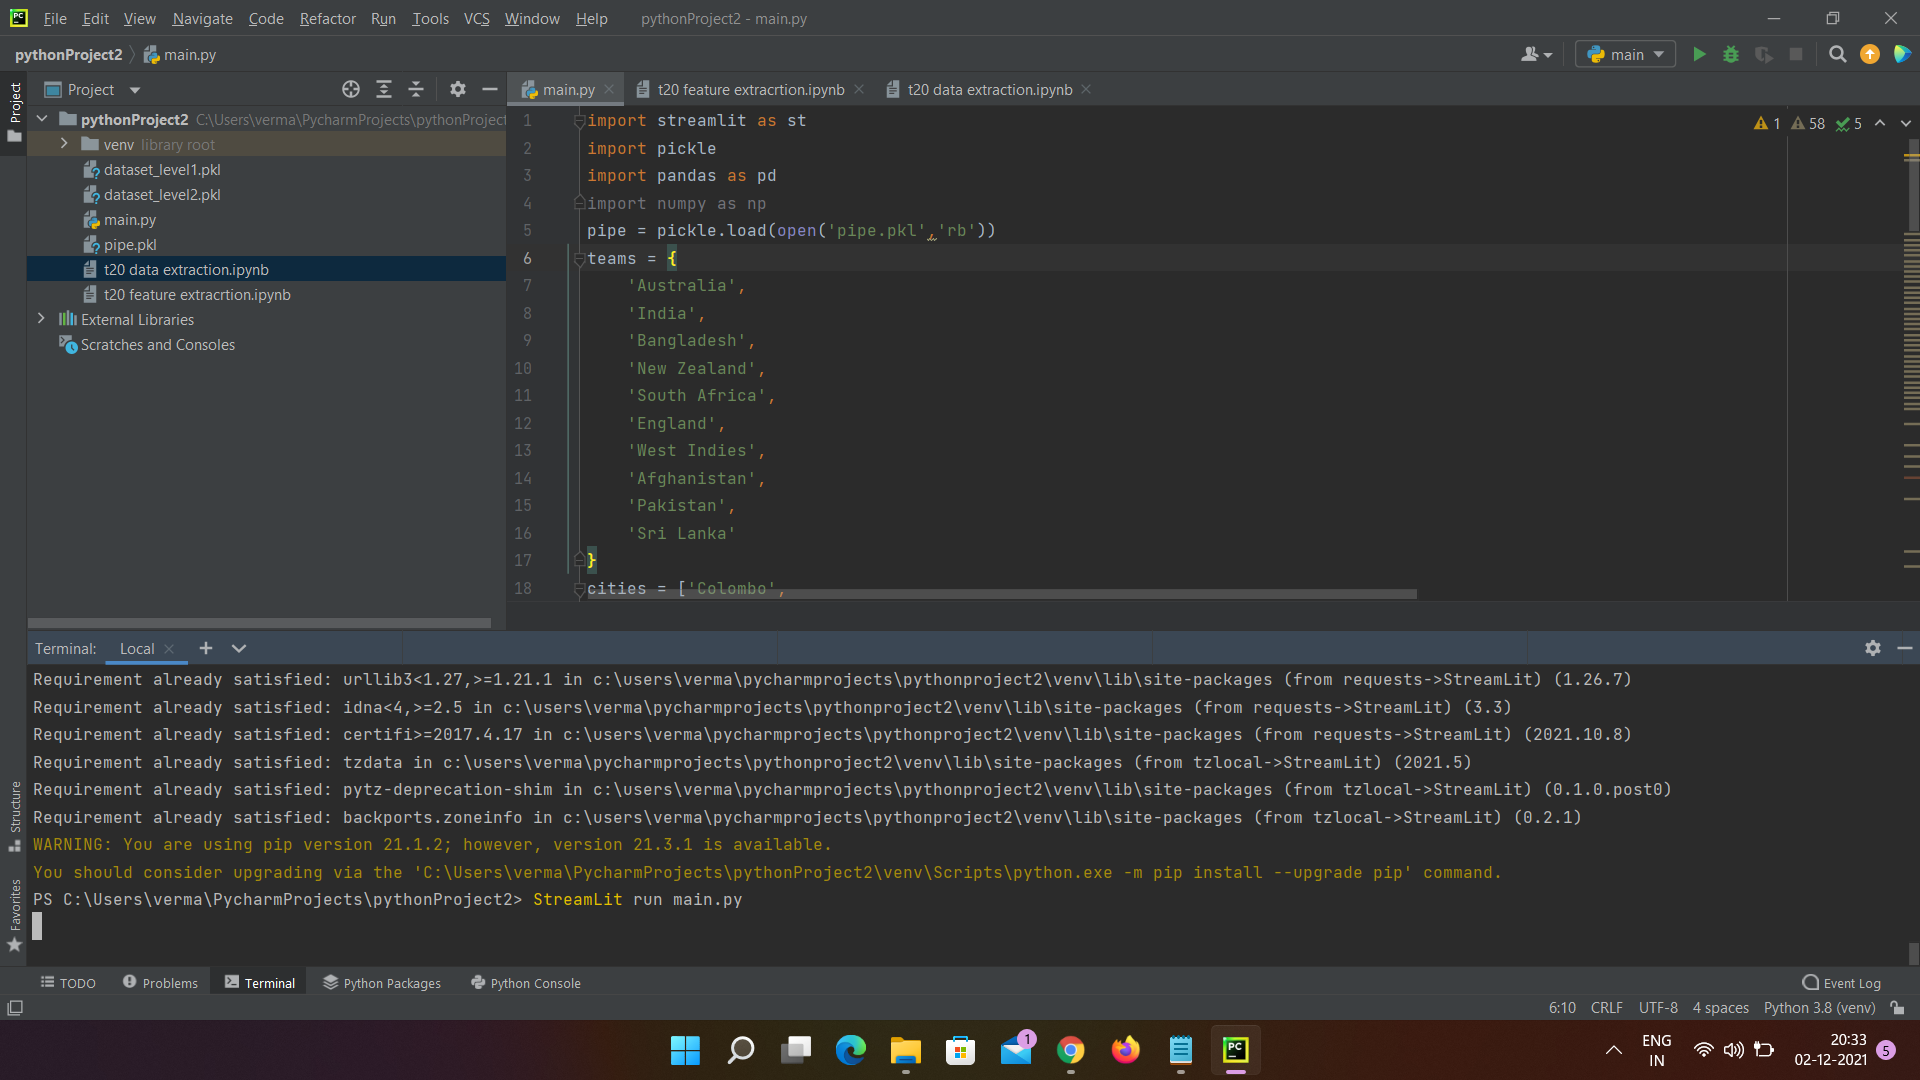 PC File Edit View Navigate Code Refactor Run Tools VCS Window Help pythonProject2 - main.py
pythonProject2 main.py main
Project
Project
main.py t20 feature extracrtion.ipynb t20 data extraction.ipynb
pythonProject2 C:\Users\verma\PycharmProjects\pythonProject
venv library root
dataset_level1.pkl
dataset_level2.pkl
main.py
pipe.pkl
t20 data extraction.ipynb
t20 feature extracrtion.ipynb
External Libraries
Scratches and Consoles
1 import streamlit as st
2 import pickle
3 import pandas as pd
4 import numpy as np
5 pipe = pickle.load(open('pipe.pkl','rb'))
6 teams = {
7 'Australia',
8 'India',
9 'Bangladesh',
10 'New Zealand',
11 'South Africa',
12 'England',
13 'West Indies',
14 'Afghanistan',
15 'Pakistan',
16 'Sri Lanka'
17 }
18 cities = ['Colombo',
1 58 5
Terminal: Local
Requirement already satisfied: urllib3<1.27,>=1.21.1 in c:\users\verma\pycharmprojects\pythonproject2\venv\lib\site-packages (from requests->StreamLit) (1.26.7)
Requirement already satisfied: idna<4,>=2.5 in c:\users\verma\pycharmprojects\pythonproject2\venv\lib\site-packages (from requests->StreamLit) (3.3)
Requirement already satisfied: certifi>=2017.4.17 in c:\users\verma\pycharmprojects\pythonproject2\venv\lib\site-packages (from requests->StreamLit) (2021.10.8)
Requirement already satisfied: tzdata in c:\users\verma\pycharmprojects\pythonproject2\venv\lib\site-packages (from tzlocal->StreamLit) (2021.5)
Requirement already satisfied: pytz-deprecation-shim in c:\users\verma\pycharmprojects\pythonproject2\venv\lib\site-packages (from tzlocal->StreamLit) (0.1.0.post0)
Requirement already satisfied: backports.zoneinfo in c:\users\verma\pycharmprojects\pythonproject2\venv\lib\site-packages (from tzlocal->StreamLit) (0.2.1)
WARNING: You are using pip version 21.1.2; however, version 21.3.1 is available.
You should consider upgrading via the 'C:\Users\verma\PycharmProjects\pythonProject2\venv\Scripts\python.exe -m pip install --upgrade pip' command.
PS C:\Users\verma\PycharmProjects\pythonProject2> StreamLit run main.py
Structure
Favorites
TODO Problems Terminal Python Packages Python Console Event Log
6:10 CRLF UTF-8 4 spaces Python 3.8 (venv)
1 PC
ENG
IN
20:33
02-12-2021 5